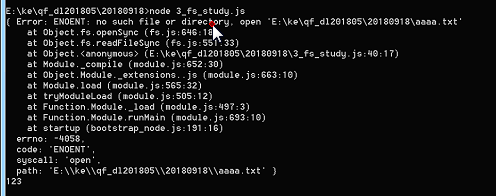 E:\ke\qf_dl201805\20180918>node 3_fs_study.js
{ Error: ENOENT: no such file or directory, open 'E:\ke\qf_dl201805\20180918\aaaa.txt'
    at Object.fs.openSync (fs.js:646:18)
    at Object.fs.readFileSync (fs.js:551:33)
    at Object.<anonymous> (E:\ke\qf_dl201805\20180918\3_fs_study.js:40:17)
    at Module._compile (module.js:652:30)
    at Object.Module._extensions..js (module.js:663:10)
    at Module.load (module.js:565:32)
    at tryModuleLoad (module.js:505:12)
    at Function.Module._load (module.js:497:3)
    at Function.Module.runMain (module.js:693:10)
    at startup (bootstrap_node.js:191:16)
  errno: -4058,
  code: 'ENOENT',
  syscall: 'open',
  path: 'E:\\ke\\qf_dl201805\\20180918\\aaaa.txt' }
123